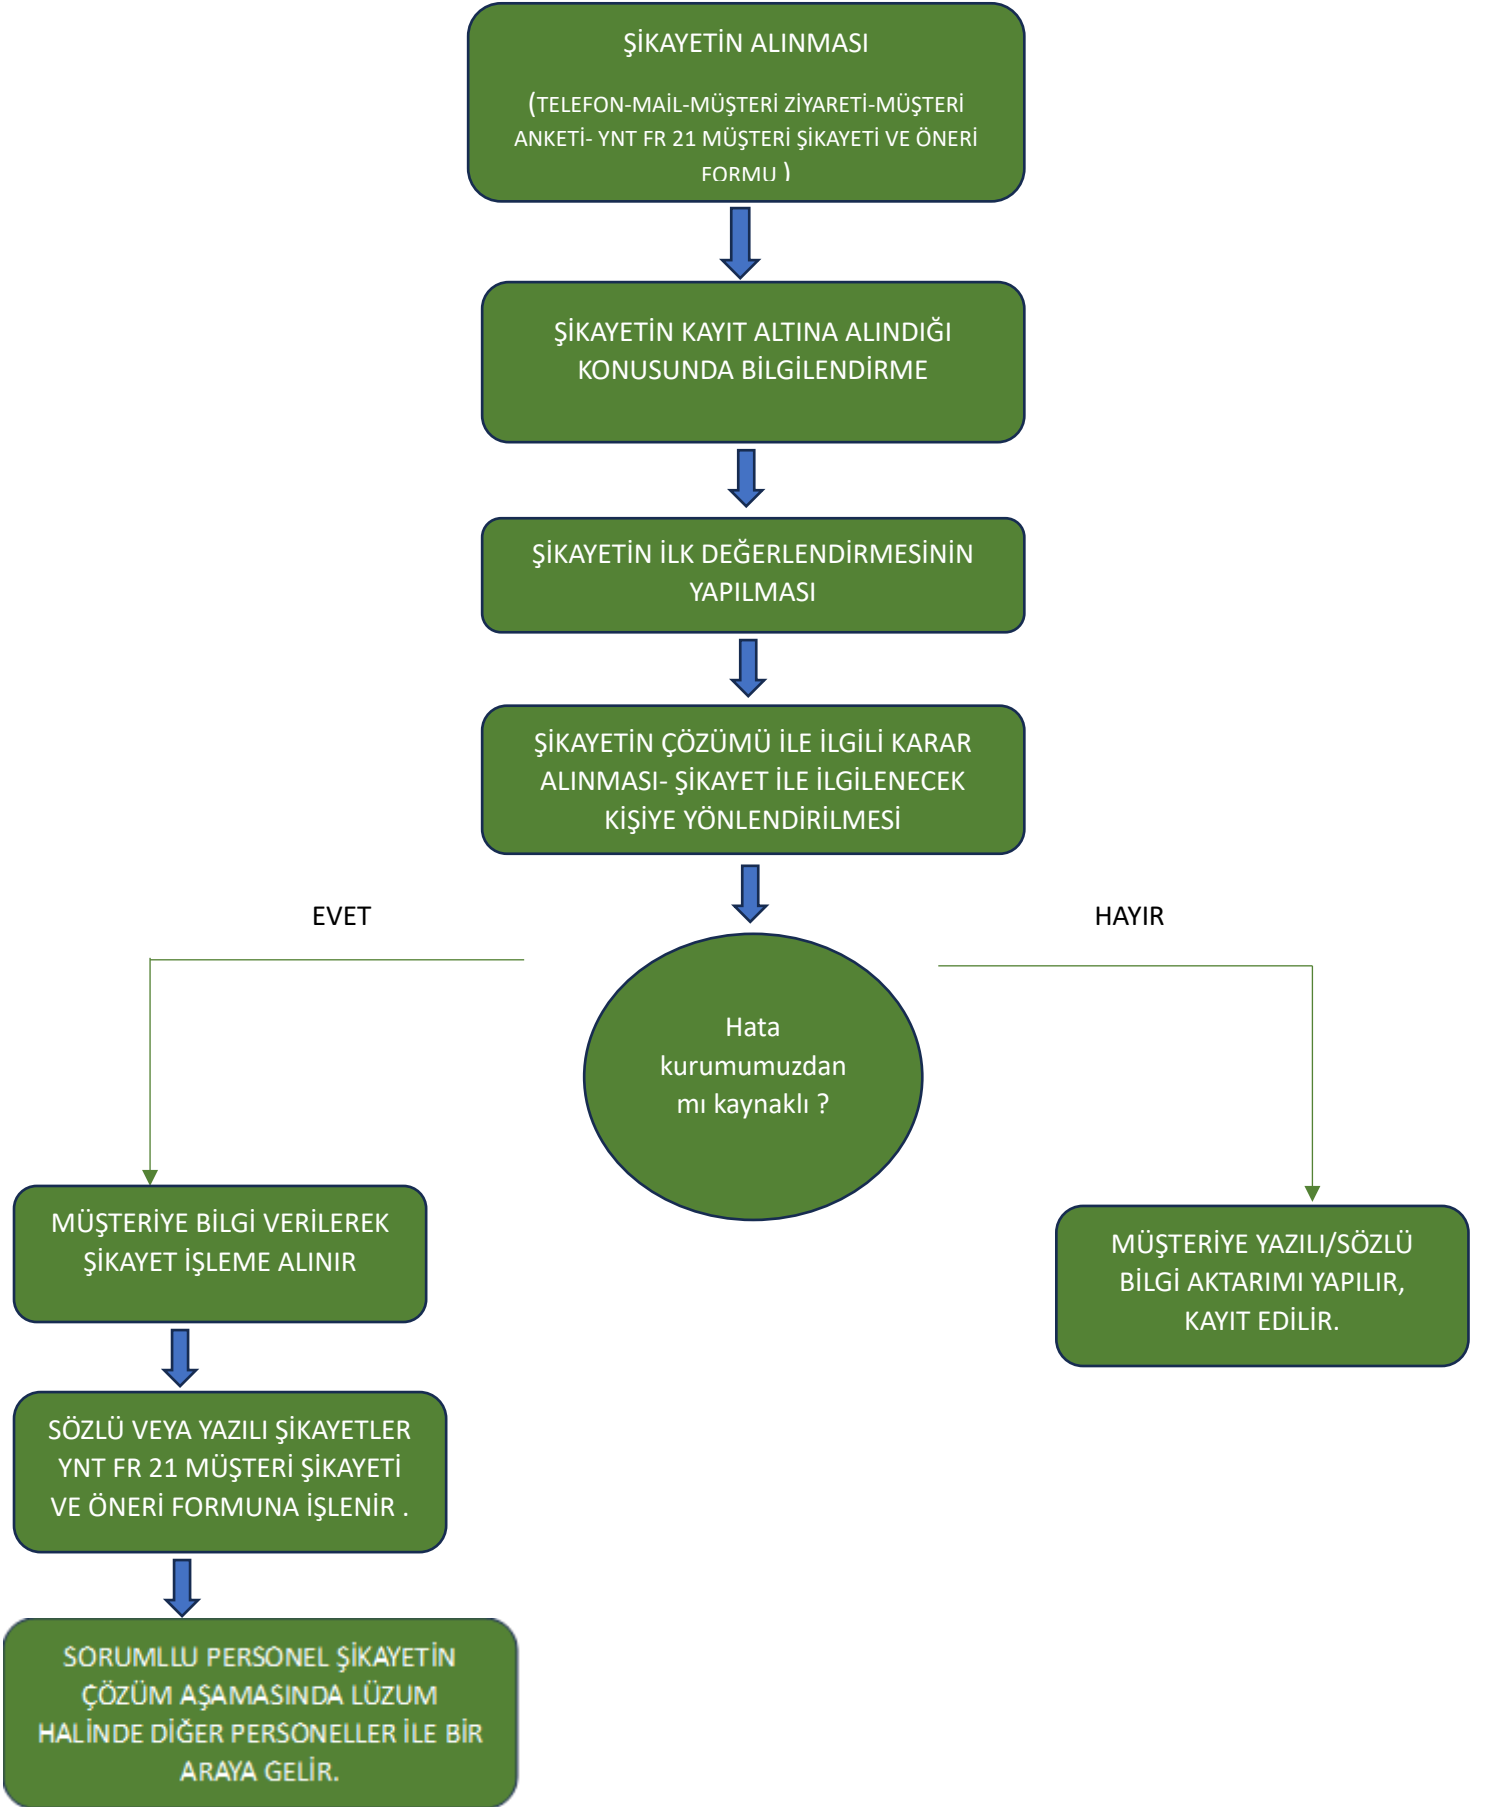 ŞİKAYETİN ALINMASI
(TELEFON-MAİL-MÜŞTERİ ZİYARETİ-MÜŞTERİ
ANKETİ- YNT FR 21 MÜŞTERİ ŞİKAYETİ VE ÖNERİ
FORMU )
ŞİKAYETİN KAYIT ALTINA ALINDIĞI
KONUSUNDA BİLGİLENDİRME
ŞİKAYETİN İLK DEĞERLENDİRMESİNİN
YAPILMASI
ŞİKAYETİN ÇÖZÜMÜ İLE İLGİLİ KARAR
ALINMASI- ŞİKAYET İLE İLGİLENECEK
KİŞİYE YÖNLENDİRİLMESİ
EVET
HAYIR
Hata
kurumumuzdan
mı kaynaklı ?
MÜŞTERİYE BİLGİ VERİLEREK
ŞİKAYET İŞLEME ALINIR
MÜŞTERİYE YAZILI/SÖZLÜ
BİLGİ AKTARIMI YAPILIR,
KAYIT EDİLİR.
SÖZLÜ VEYA YAZILI ŞİKAYETLER
YNT FR 21 MÜŞTERİ ŞİKAYETİ
VE ÖNERİ FORMUNA İŞLENİR .
SORUMLLU PERSONEL ŞİKAYETİN
ÇÖZÜM AŞAMASINDA LÜZUM
HALİNDE DİĞER PERSONELLER İLE BİR
ARAYA GELİR.